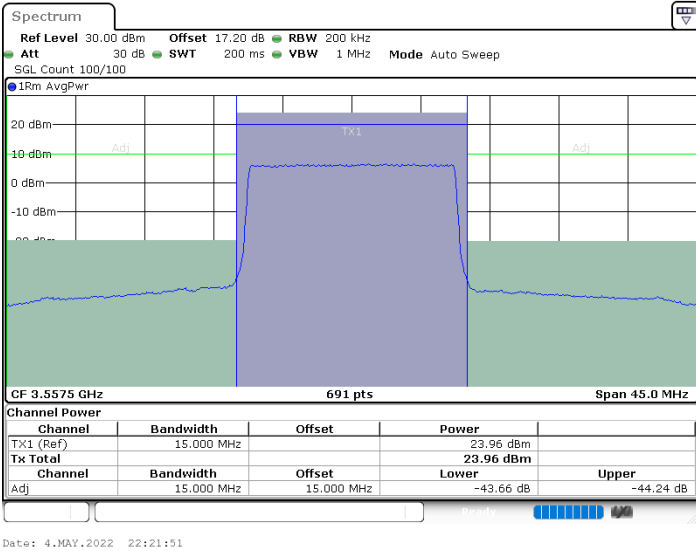 Spectrum
Ref Level 30.00 dBm Offset 17.20 dB RBW 200 kHz
Att 30 dB SWT 200 ms VBW 1 MHz Mode Auto Sweep
SGL Count 100/100
1Rm AvgPwr
20 dBm
TX1
Adj Adj
10 dBm
0 dBm
-10 dBm
CF 3.5575 GHz 691 pts Span 45.0 MHz
Channel Power
Channel Bandwidth Offset Power
TX1 (Ref) 15.000 MHz 23.96 dBm
Tx Total 23.96 dBm
Channel Bandwidth Offset Lower Upper
Adj 15.000 MHz 15.000 MHz -43.66 dB -44.24 dB
Ready
Date: 4.MAY.2022 22:21:51